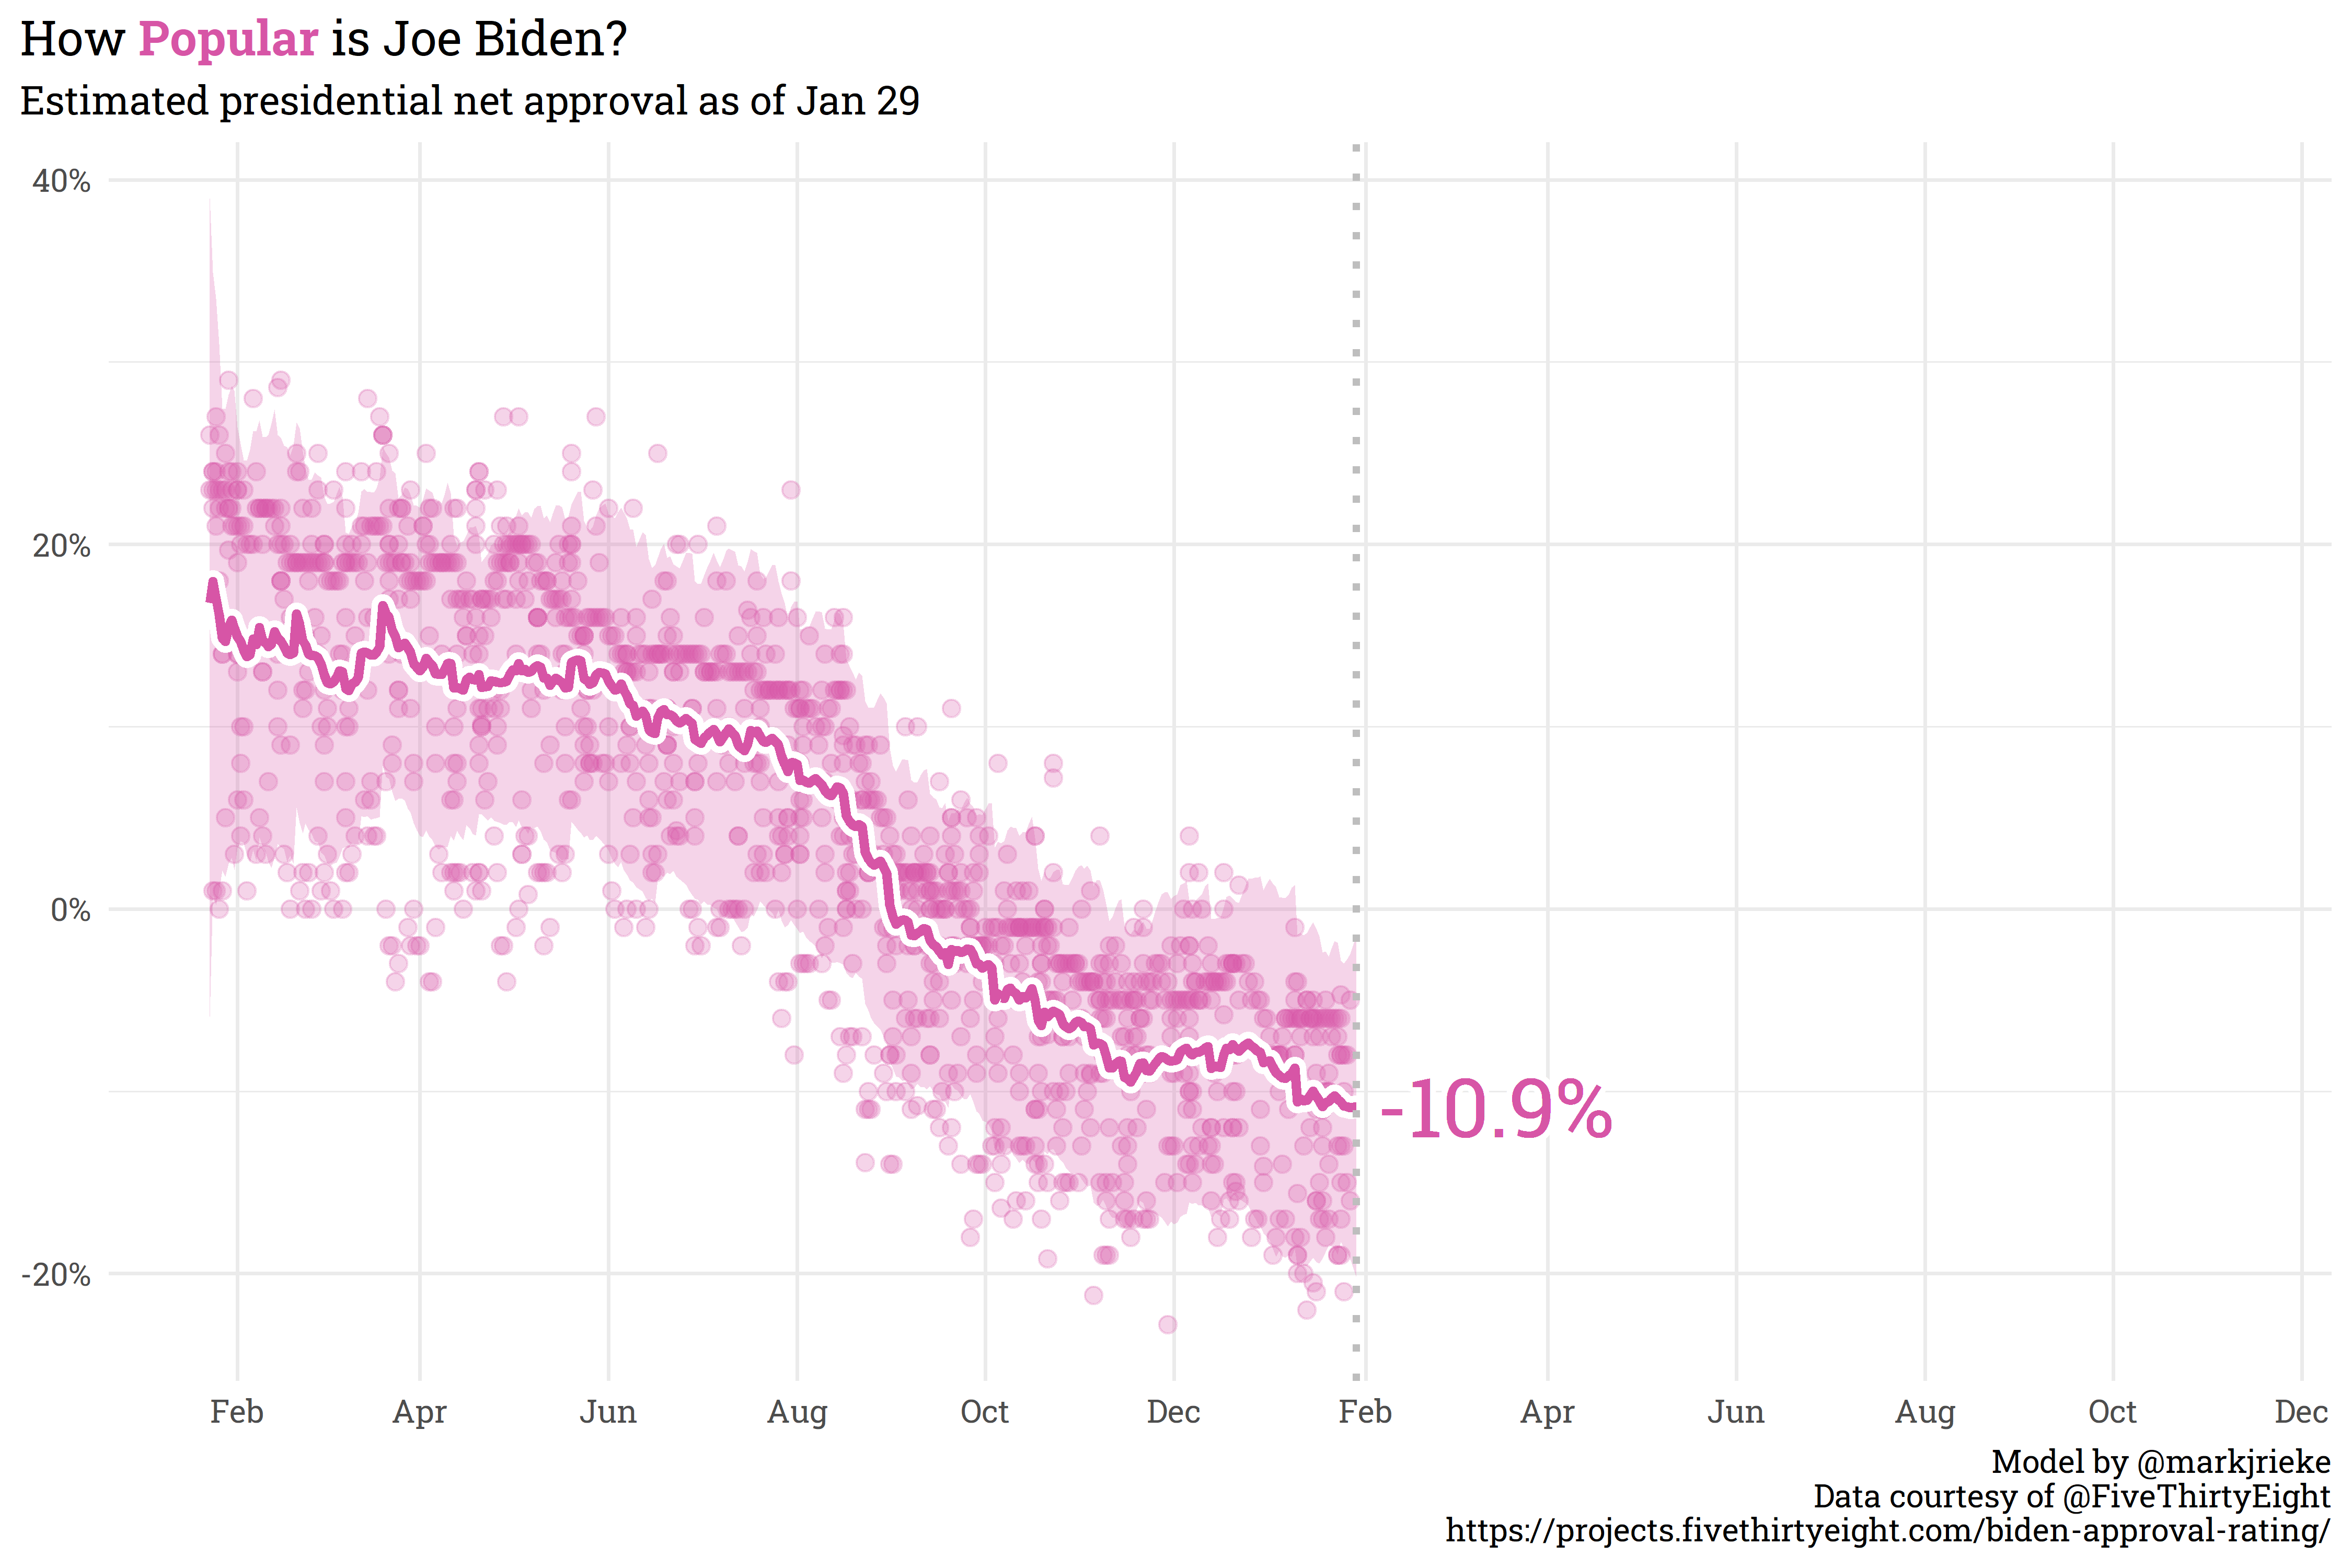 How Popular is Joe Biden?
Estimated presidential net approval as of Jan 29
40%
20%
0%
-20%
-10.9%
Feb Apr Jun Aug Oct Dec Feb Apr Jun Aug Oct Dec
Model by @markjrieke
Data courtesy of @FiveThirtyEight
https://projects.fivethirtyeight.com/biden-approval-rating/